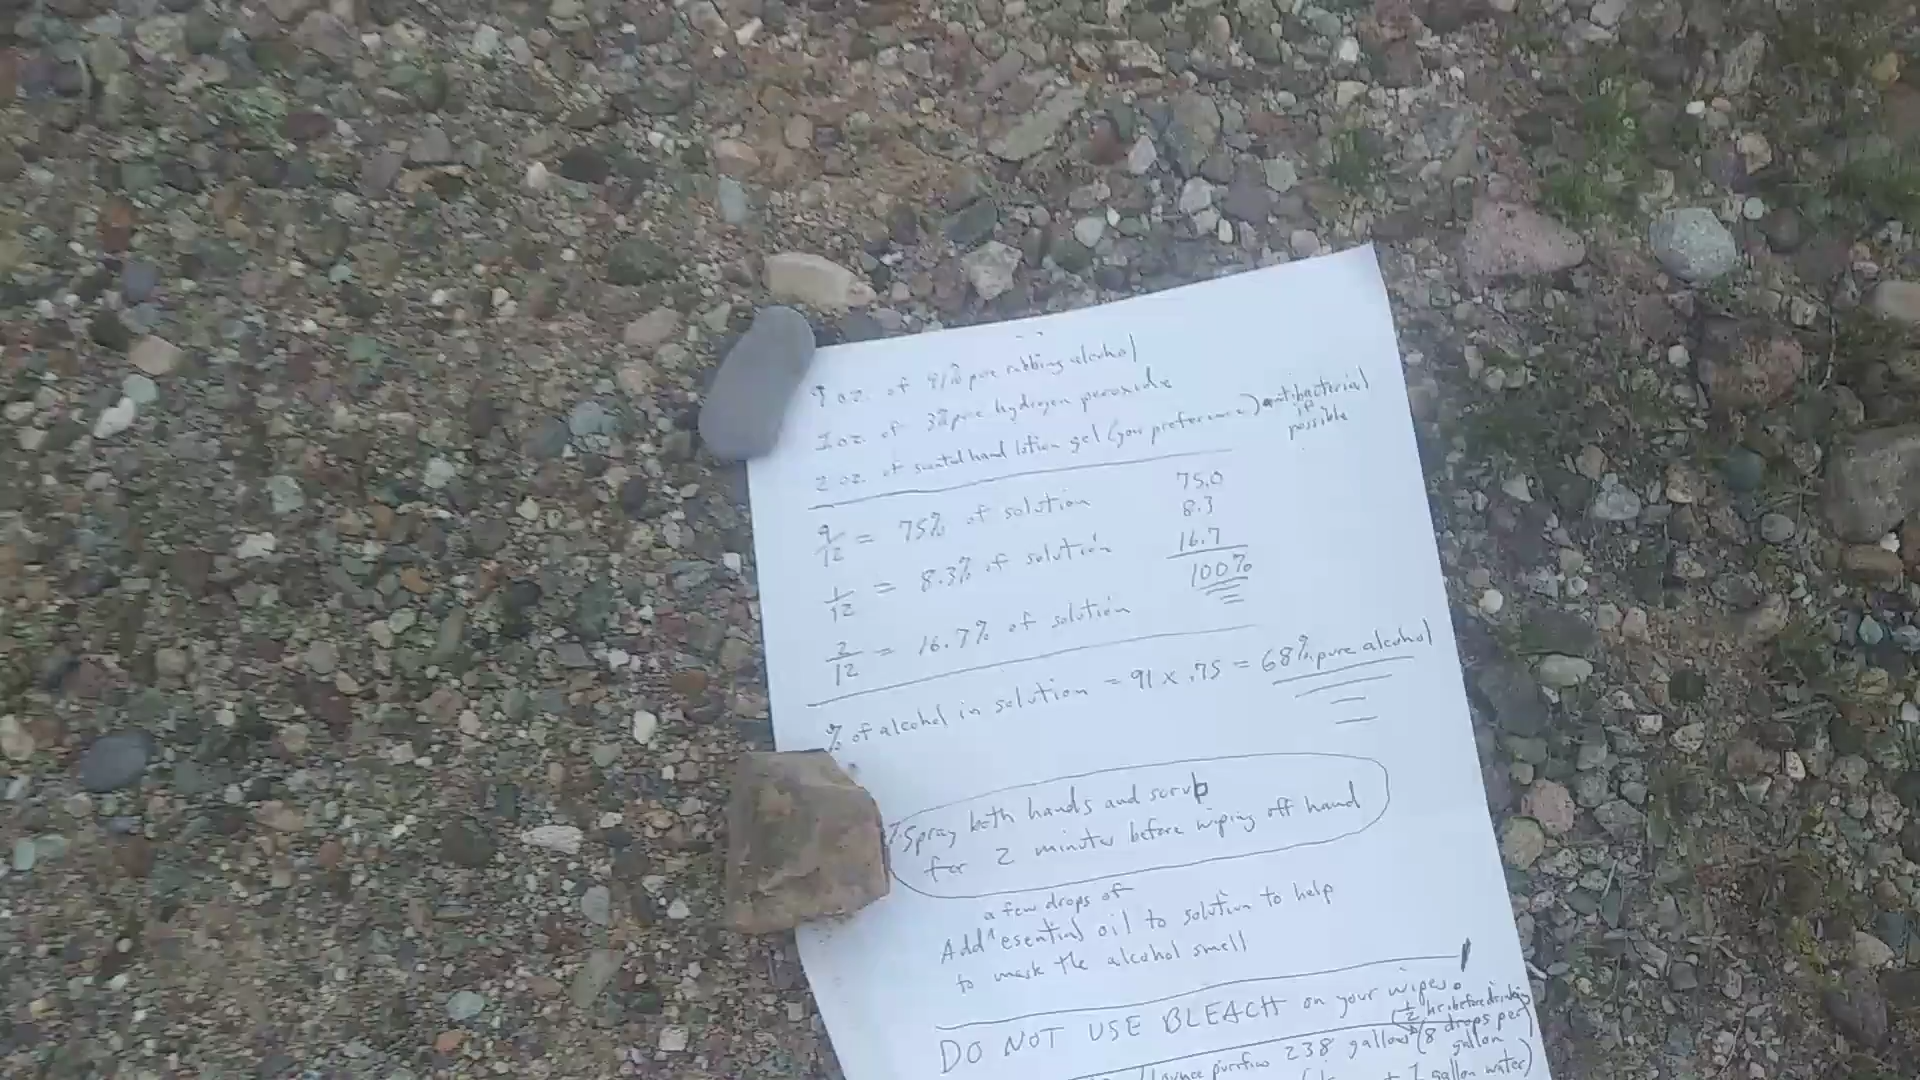 9 oz. of 91% pure rubbing alcohol
1 oz. of 3% pure hydrogen peroxide
2 oz. of scented hand lotion gel (your preference) antibacterial if possible
9/12 = 75% of solution
1/12 = 8.3% of solution
2/12 = 16.7% of solution
75.0
8.3
16.7
100%
% of alcohol in solution = 91 x .75 = 68% pure alcohol
Spray both hands and scrub
for 2 minutes before wiping off hand
a few drops of
Add ^ esential oil to solution to help
to mask the alcohol smell
DO NOT USE BLEACH on your wipes!
1/2 hr. before drinking
ounce purifies 238 gallons (8 drops per gallon
1 gallon water)